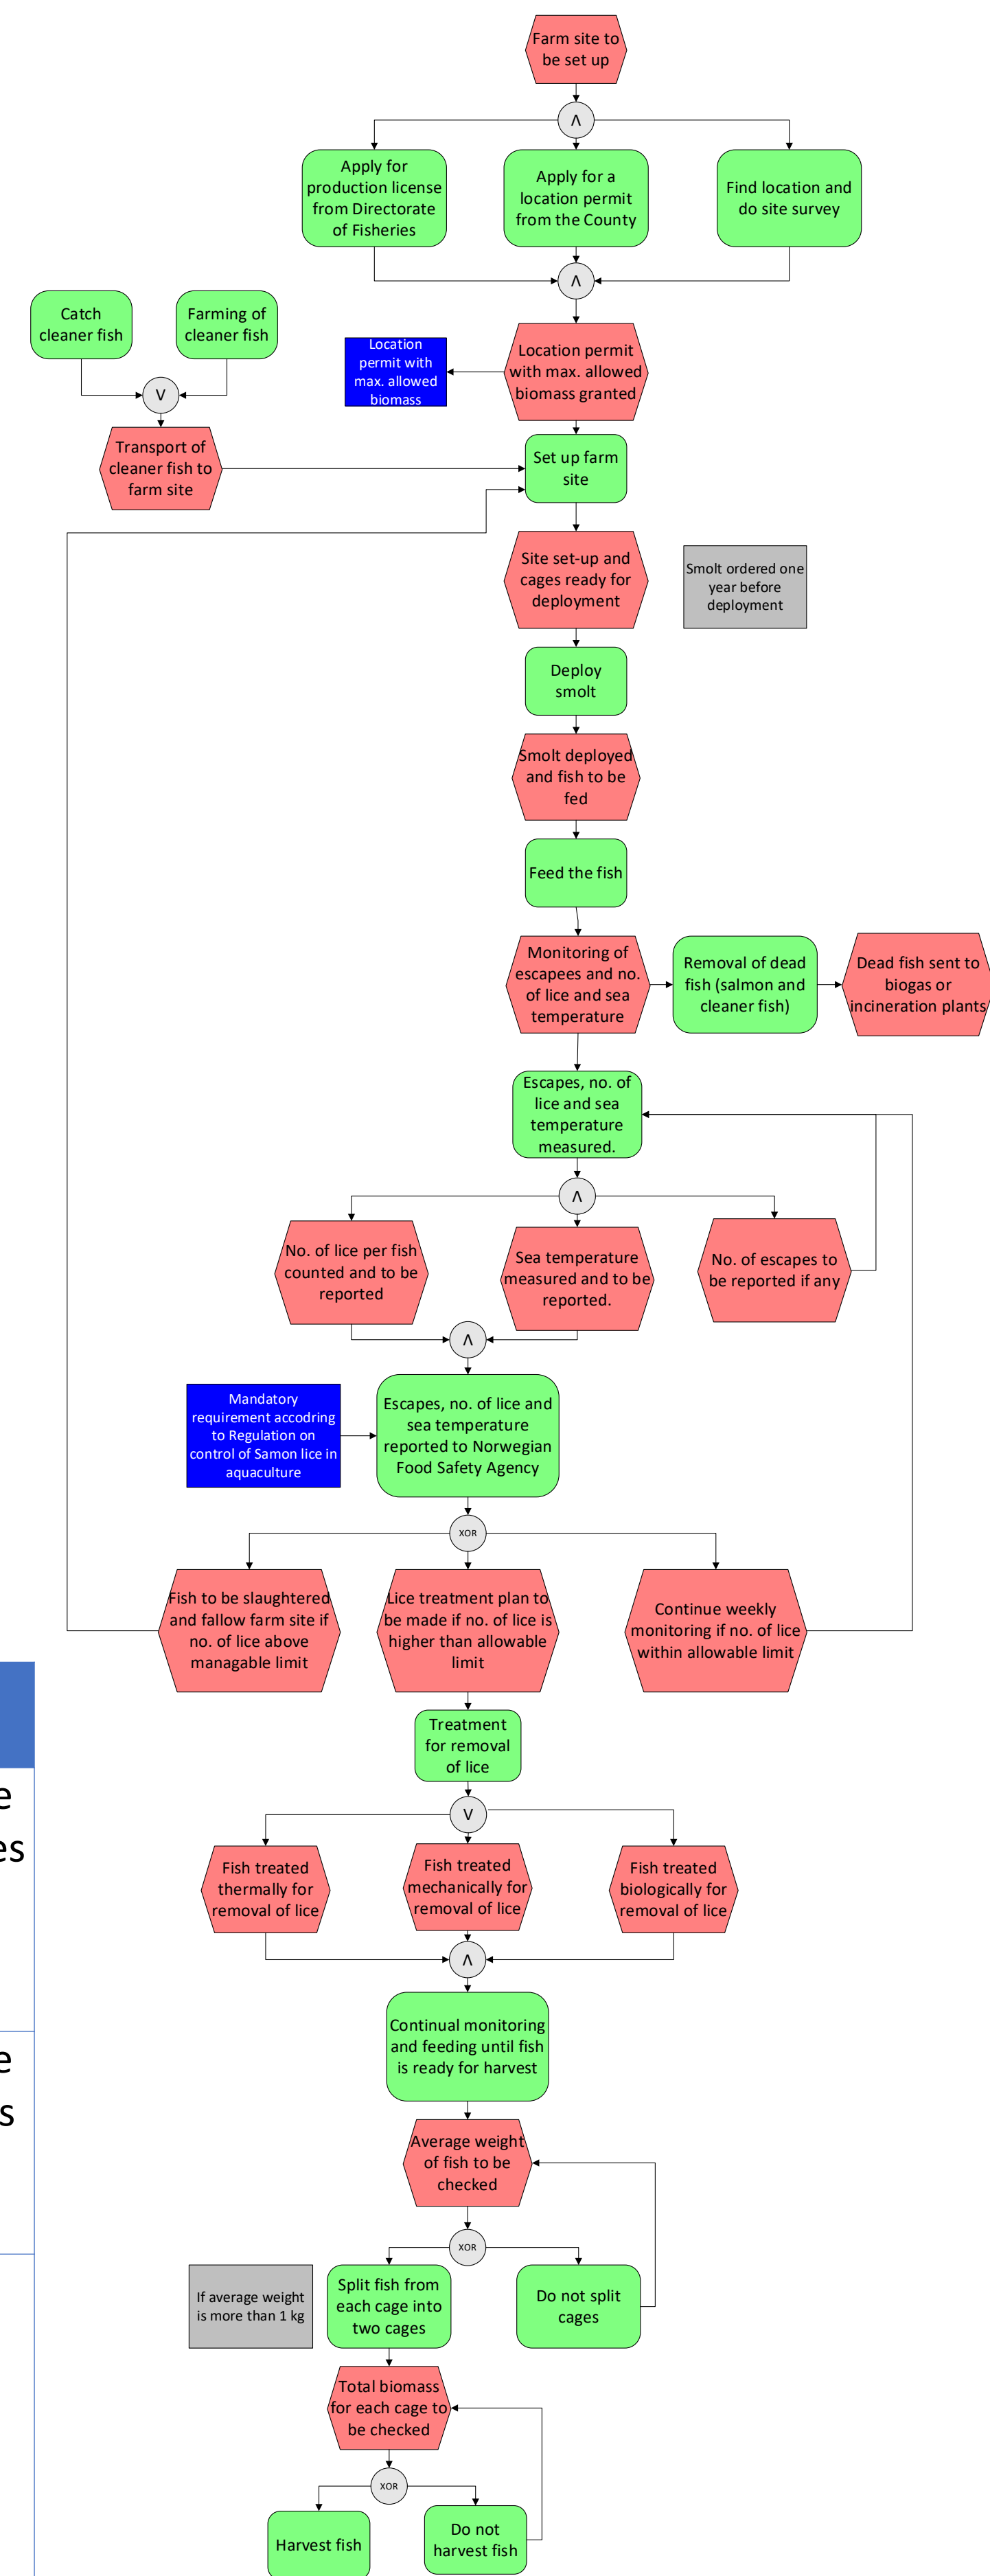 Farm site to
be set up
Λ
Apply for
production license
from Directorate
of Fisheries
Apply for a
location permit
from the County
Find location and
do site survey
Λ
Catch
cleaner fish
Farming of
cleaner fish
V
Transport of
cleaner fish to
farm site
Location
permit with
max. allowed
biomass
Location permit
with max. allowed
biomass granted
Set up farm
site
Site set-up and
cages ready for
deployment
Smolt ordered one
year before
deployment
Deploy
smolt
Smolt deployed
and fish to be
fed
Feed the fish
Monitoring of
escapees and no.
of lice and sea
temperature
Removal of dead
fish (salmon and
cleaner fish)
Dead fish sent to
biogas or
incineration plants
Escapes, no. of
lice and sea
temperature
measured.
Λ
No. of lice per fish
counted and to be
reported
Sea temperature
measured and to be
reported.
No. of escapes to
be reported if any
Λ
Mandatory
requirement accodring
to Regulation on
control of Samon lice in
aquaculture
Escapes, no. of lice and
sea temperature
reported to Norwegian
Food Safety Agency
XOR
Fish to be slaughtered
and fallow farm site if
no. of lice above
managable limit
Lice treatment plan to
be made if no. of lice is
higher than allowable
limit
Continue weekly
monitoring if no. of lice
within allowable limit
Treatment
for removal
of lice
V
Fish treated
thermally for
removal of lice
Fish treated
mechanically for
removal of lice
Fish treated
biologically for
removal of lice
Λ
Continual monitoring
and feeding until fish
is ready for harvest
Average weight
of fish to be
checked
XOR
If average weight
is more than 1 kg
Split fish from
each cage into
two cages
Do not split
cages
Total biomass
for each cage to
be checked
XOR
Harvest fish
Do not
harvest fish
e
es
e
s